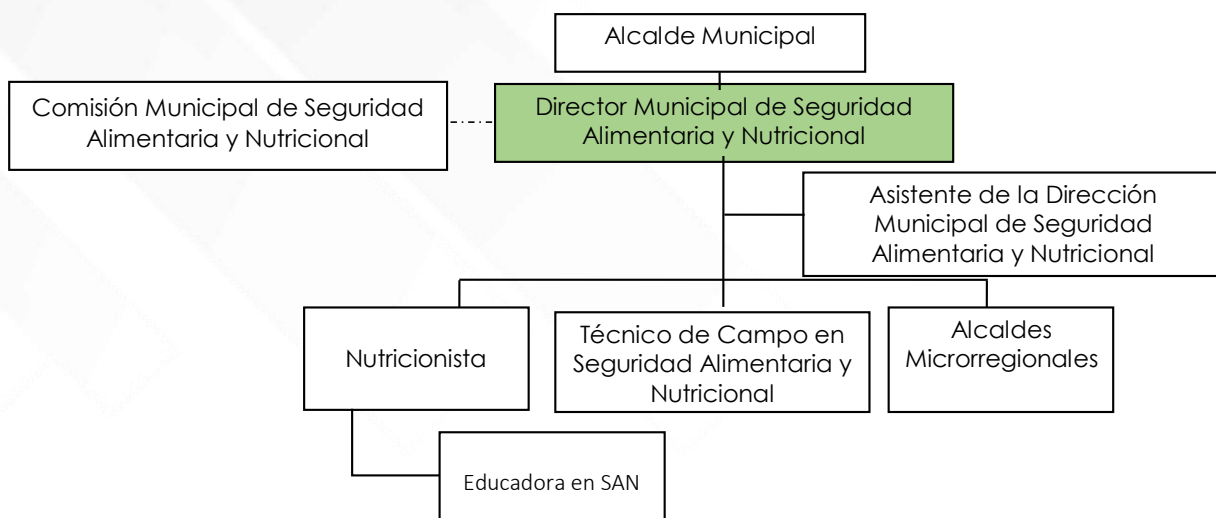 Alcalde Municipal
Comisión Municipal de Seguridad
Alimentaria y Nutricional
Director Municipal de Seguridad
Alimentaria y Nutricional
Asistente de la Dirección
Municipal de Seguridad
Alimentaria y Nutricional
Nutricionista
Técnico de Campo en
Seguridad Alimentaria y
Nutricional
Alcaldes
Microrregionales
Educadora en SAN